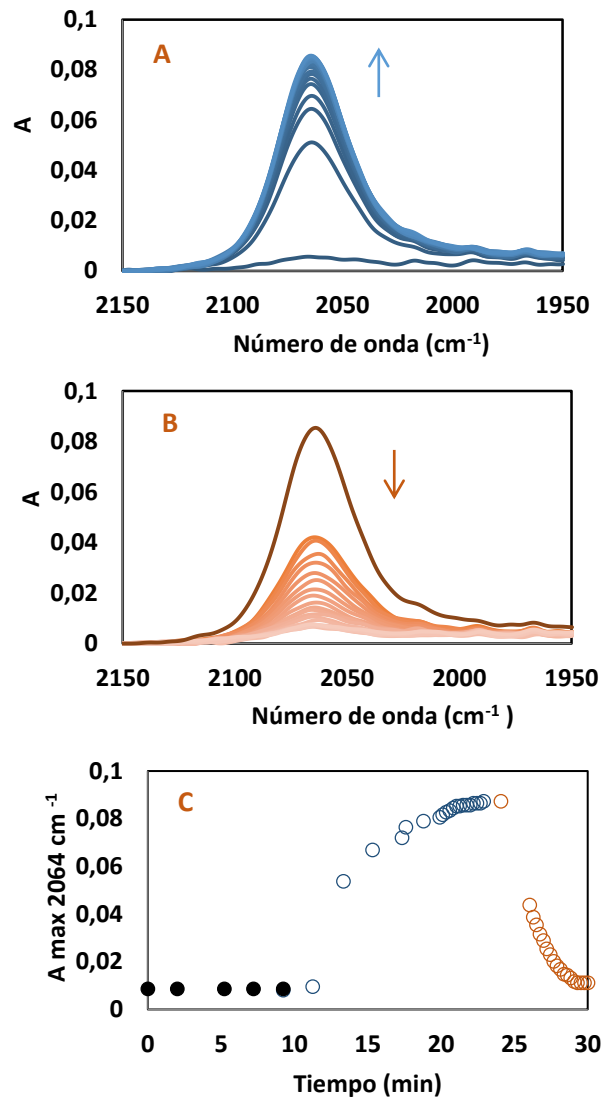 0,1
A
0,08
0,06
A
0,04
0,02
0
2150 2100 2050 2000 1950
Número de onda (cm-1)
0,1
B
0,08
0,06
A
0,04
0,02
0
2150 2100 2050 2000 1950
Número de onda (cm-1 )
0,1
C
0,08
0,06
A max 2064 cm -1
0,04
0,02
0
0 5 10 15 20 25 30
Tiempo (min)